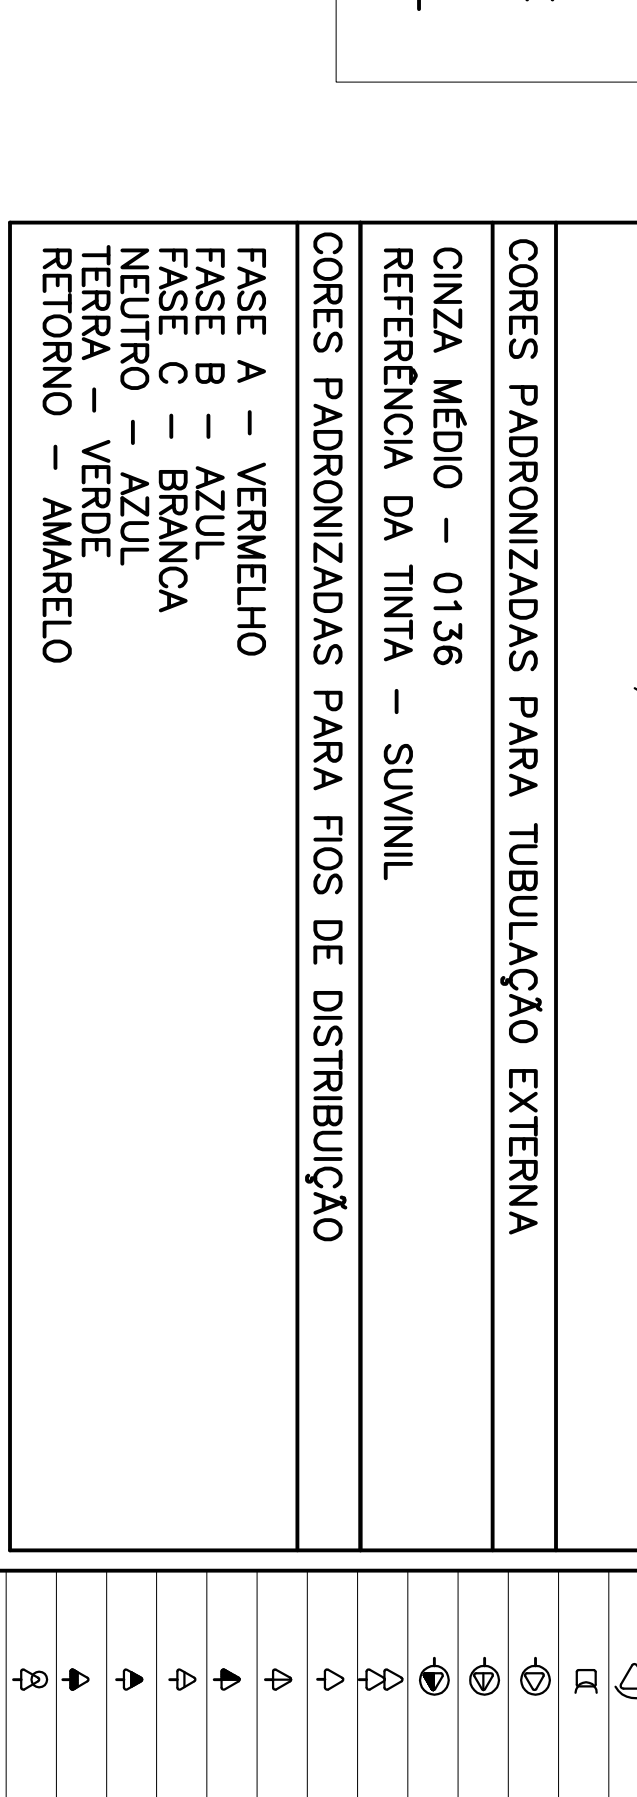 CORES PADRONIZADAS PARA TUBULAÇÃO EXTERNA
CINZA MÉDIO – 0136
REFERÊNCIA DA TINTA – SUVINIL
CORES PADRONIZADAS PARA FIOS DE DISTRIBUIÇÃO
FASE A – VERMELHO
FASE B – AZUL
FASE C – BRANCA
NEUTRO – AZUL
TERRA – VERDE
RETORNO – AMARELO